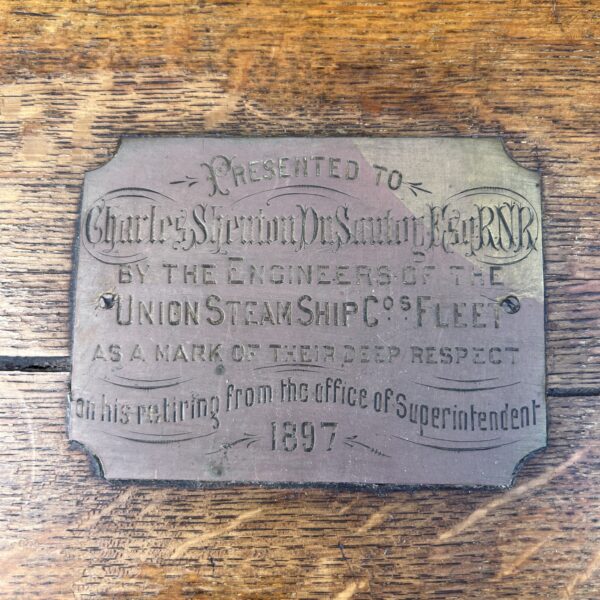 PRESENTED TO
Charles Shenton Du Santoy Esq RNR
BY THE ENGINEERS OF THE
UNION STEAM SHIP COS FLEET
AS A MARK OF THEIR DEEP RESPECT
on his retiring from the office of Superintendent
1897